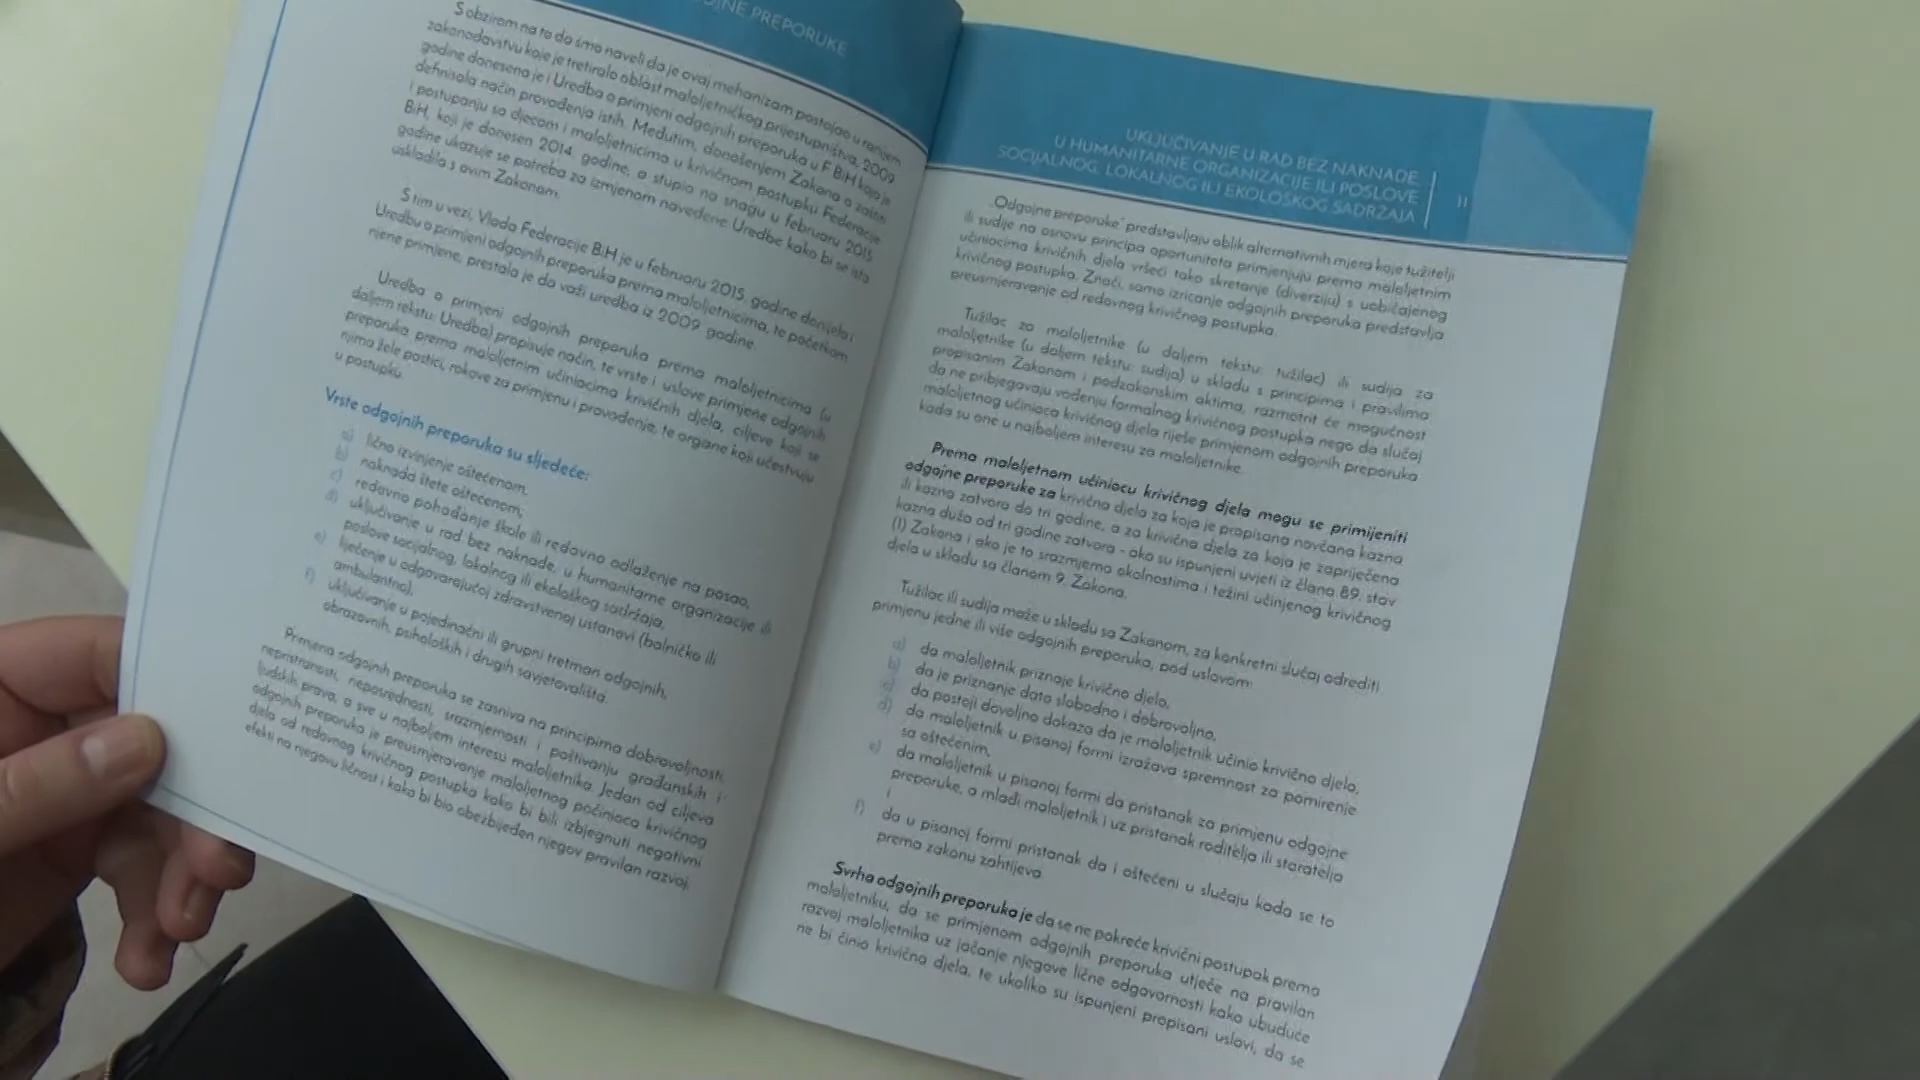 ODGOJNE PREPORUKE
S obzirom na to da smo naveli da je ovaj mehanizam postojao u ranijem
zakonodavstvu koje je tretiralo oblast maloljetničkog prijestupništva, 2009.
godine donesena je i Uredba o primjeni odgojnih preporuka u F BiH koja je
definisala način provođenja istih. Međutim, donošenjem Zakona o zaštiti
i postupanju sa djecom i maloljetnicima u krivičnom postupku Federacije
BiH, koji je donesen 2014. godine, a stupio na snagu u februaru 2015.
godine ukazuje se potreba za izmjenom navedene Uredbe kako bi se ista
uskladila s ovim Zakonom.
S tim u vezi, Vlada Federacije BiH je u februaru 2015. godine donijela i
Uredbu o primjeni odgojnih preporuka prema maloljetnicima, te početkom
njene primjene, prestala je da važi uredba iz 2009. godine.
Uredba o primjeni odgojnih preporuka prema maloljetnicima (u
daljem tekstu: Uredba) propisuje način, te vrste i uslove primjene odgojnih
preporuka prema maloljetnim učiniocima krivičnih djela, ciljeve koji se
njima žele postići, rokove za primjenu i provođenje, te organe koji učestvuju
u postupku.
Vrste odgojnih preporuka su sljedeće:
a) lično izvinjenje oštećenom,
b) naknada štete oštećenom;
c) redovno pohađanje škole ili redovno odlaženje na posao,
d) uključivanje u rad bez naknade, u humanitarne organizacije ili
poslove socijalnog, lokalnog ili ekološkog sadržaja,
e) liječenje u odgovarajućoj zdravstvenoj ustanovi (bolničko ili
ambulantno),
f) uključivanje u pojedinačni ili grupni tretman odgojnih,
obrazovnih, psiholoških i drugih savjetovališta.
Primjena odgojnih preporuka se zasniva na principima dobrovoljnosti,
nepristranosti, neposrednosti, srazmjernosti i poštivanju građanskih i
ljudskih prava, a sve u najboljem interesu maloljetnika. Jedan od ciljeva
odgojnih preporuka je preusmjeravanje maloljetnog počinioca krivičnog
djela od redovnog krivičnog postupka kako bi bili izbjegnuti negativni
efekti na njegovu ličnost i kako bi bio obezbijeđen njegov pravilan razvoj.
UKLJUČIVANJE U RAD BEZ NAKNADE
U HUMANITARNE ORGANIZACIJE ILI POSLOVE
SOCIJALNOG, LOKALNOG ILI EKOLOŠKOG SADRŽAJA
11
„Odgojne preporuke" predstavljaju oblik alternativnih mjera koje tužitelji
ili sudije na osnovu principa oportuniteta primjenjuju prema maloljetnim
učiniocima krivičnih djela vršeći tako skretanje (diverziju) s uobičajenog
krivičnog postupka. Znači, samo izricanje odgojnih preporuka predstavlja
preusmjeravanje od redovnog krivičnog postupka.
Tužilac za maloljetnike (u daljem tekstu: tužilac) ili sudija za
maloljetnike (u daljem tekstu: sudija) u skladu s principima i pravilima
propisanim Zakonom i podzakonskim aktima, razmotrit će mogućnost
da ne pribjegavaju vođenju formalnog krivičnog postupka nego da slučaj
maloljetnog učinioca krivičnog djela riješe primjenom odgojnih preporuka
kada su one u najboljem interesu za maloljetnike.
Prema maloljetnom učiniocu krivičnog djela mogu se primijeniti
odgojne preporuke za krivična djela za koja je propisana novčana kazna
ili kazna zatvora do tri godine, a za krivična djela za koja je zapriječena
kazna duža od tri godine zatvora - ako su ispunjeni uvjeti iz člana 89. stav
(1) Zakona i ako je to srazmjerno okolnostima i težini učinjenog krivičnog
djela u skladu sa članom 9. Zakona.
Tužilac ili sudija može u skladu sa Zakonom, za konkretni slučaj odrediti
primjenu jedne ili više odgojnih preporuka, pod uslovom:
a) da maloljetnik priznaje krivično djelo,
b) da je priznanje dato slobodno i dobrovoljno,
c) da postoji dovoljno dokaza da je maloljetnik učinio krivično djelo,
d) da maloljetnik u pisanoj formi izražava spremnost za pomirenje
sa oštećenim,
e) da maloljetnik u pisanoj formi da pristanak za primjenu odgojne
preporuke, a mlađi maloljetnik i uz pristanak roditelja ili staratelja
i
f) da u pisanoj formi pristanak da i oštećeni u slučaju kada se to
prema zakonu zahtijeva
Svrha odgojnih preporuka je da se ne pokreće krivični postupak prema
maloljetniku, da se primjenom odgojnih preporuka utječe na pravilan
razvoj maloljetnika uz jačanje njegove lične odgovornosti kako ubuduće
ne bi činio krivična djela, te ukoliko su ispunjeni propisani uslovi, da se